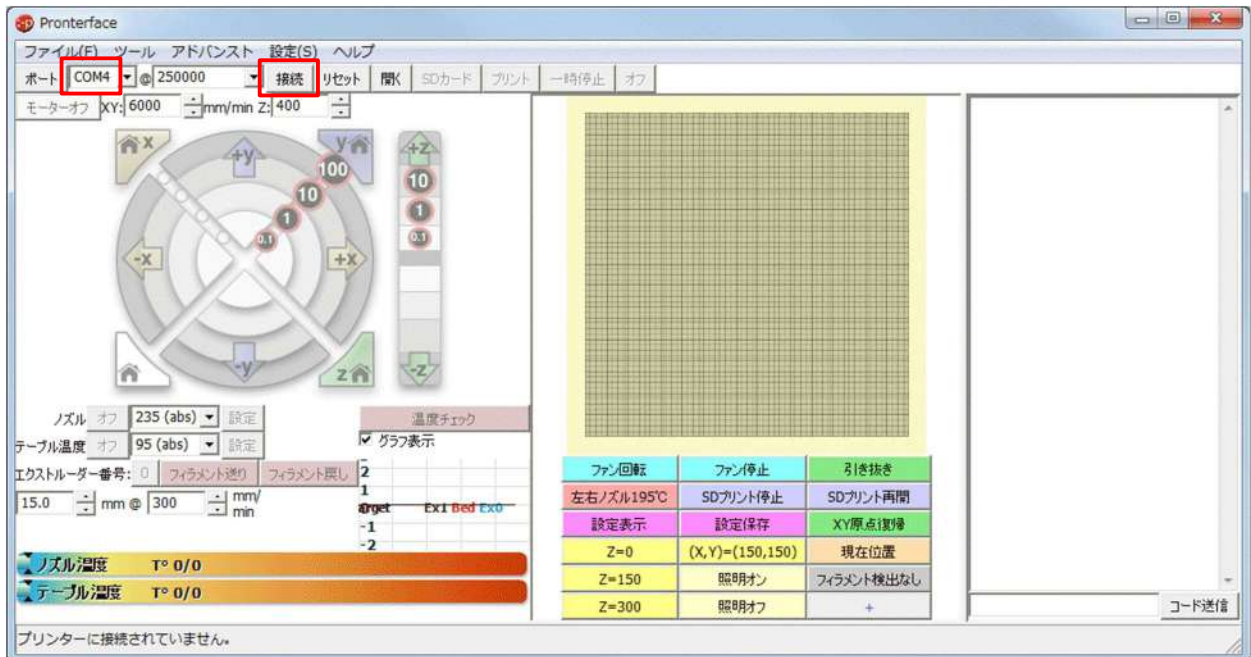 Pronterface
ファイル(F) ツール アドバンスト 設定(S) ヘルプ
ポート COM4 @ 250000 接続 リセット 開く SDカード プリント 一時停止 オフ
モーターオフ XY: 6000 mm/min Z: 400
X +y y +Z
100 10
10 1
1 0.1
0.1
-X +X
-y z -Z
ノズル オフ 235 (abs) 設定 温度チェック
テーブル温度 オフ 95 (abs) 設定 グラフ表示
エクストルーダー番号: 0 フィラメント送り フィラメント戻し
15.0 mm @ 300 mm/min
2
1
arget Ex1 Bed Ex0
-1
-2
ノズル温度 T° 0/0
テーブル温度 T° 0/0
ファン回転 ファン停止 引き抜き
左右ノズル195℃ SDプリント停止 SDプリント再開
設定表示 設定保存 XY原点復帰
Z=0 (X,Y)=(150,150) 現在位置
Z=150 照明オン フィラメント検出なし
Z=300 照明オフ +
コード送信
プリンターに接続されていません。